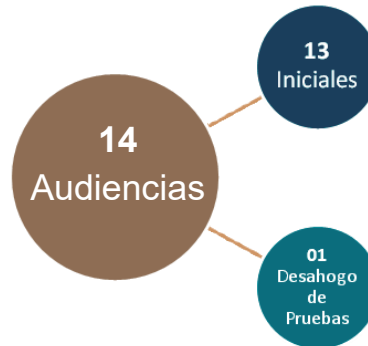 14
Audiencias
13
Iniciales
01
Desahogo
de
Pruebas